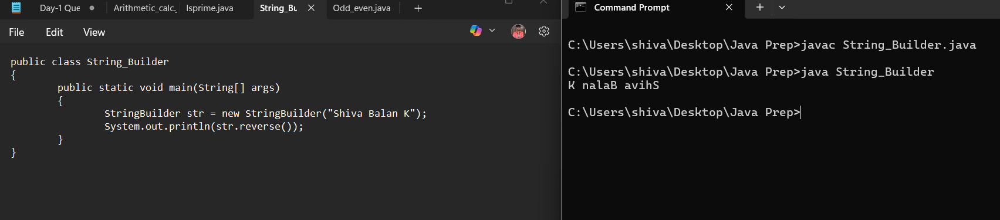 Day-1 Que
Arithmetic_calc.
Isprime.java
String_Bu
Odd_even.java
File Edit View
public class String_Builder
{
public static void main(String[] args)
{
StringBuilder str = new StringBuilder("Shiva Balan K");
System.out.println(str.reverse());
}
}
Command Prompt
C:\Users\shiva\Desktop\Java Prep>javac String_Builder.java
C:\Users\shiva\Desktop\Java Prep>java String_Builder
K nalaB avihS
C:\Users\shiva\Desktop\Java Prep>